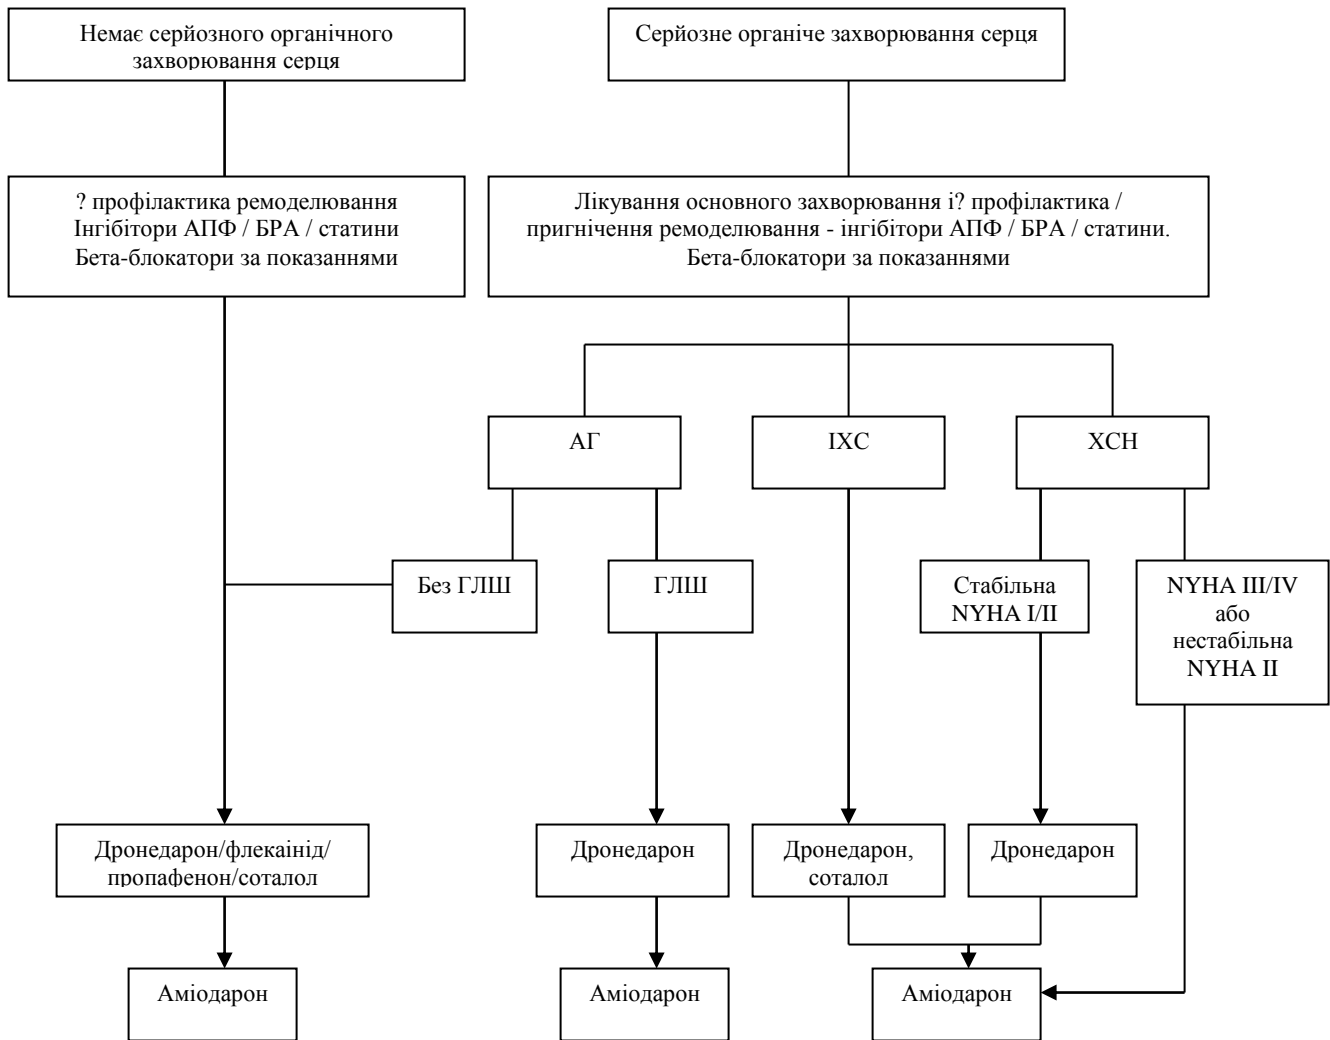 Немає серйозного органічного
захворювання серця
Серйозне органіче захворювання серця
? профілактика ремоделювання
Інгібітори АПФ / БРА / статини
Бета-блокатори за показаннями
Лікування основного захворювання і? профілактика /
пригнічення ремоделювання - інгібітори АПФ / БРА / статини.
Бета-блокатори за показаннями
АГ
ІХС
ХСН
Без ГЛШ
ГЛШ
Стабільна
NYHA I/II
NYHA III/IV
або
нестабільна
NYHA II
Дронедарон/флекаінід/
пропафенон/соталол
Дронедарон
Дронедарон,
соталол
Дронедарон
Аміодарон
Аміодарон
Аміодарон